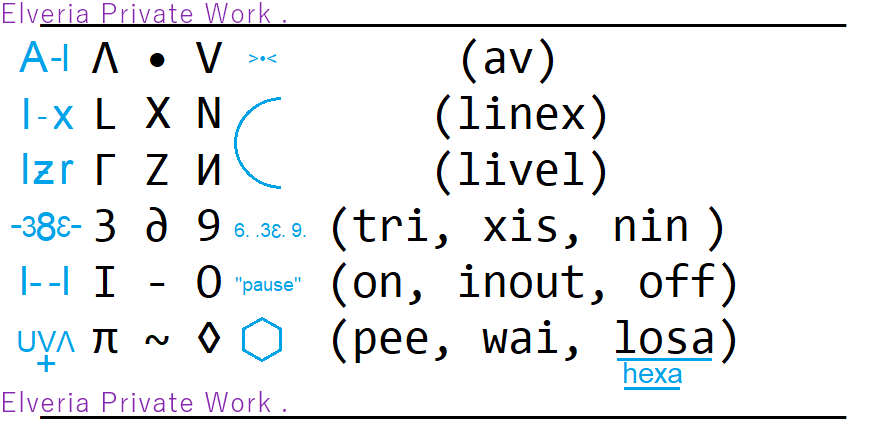 Elveria Private Work .
A-I Λ • V >•< (av)
I-x L X N (linex)
Iƶr Γ Z И (livel)
-38ɛ- 3 ∂ 9 6. .3ɛ. 9. (tri, xis, nin )
I--I I - O "pause" (on, inout, off)
UVΛ π ~ ◊ (pee, wai, losa)
+ hexa
Elveria Private Work .